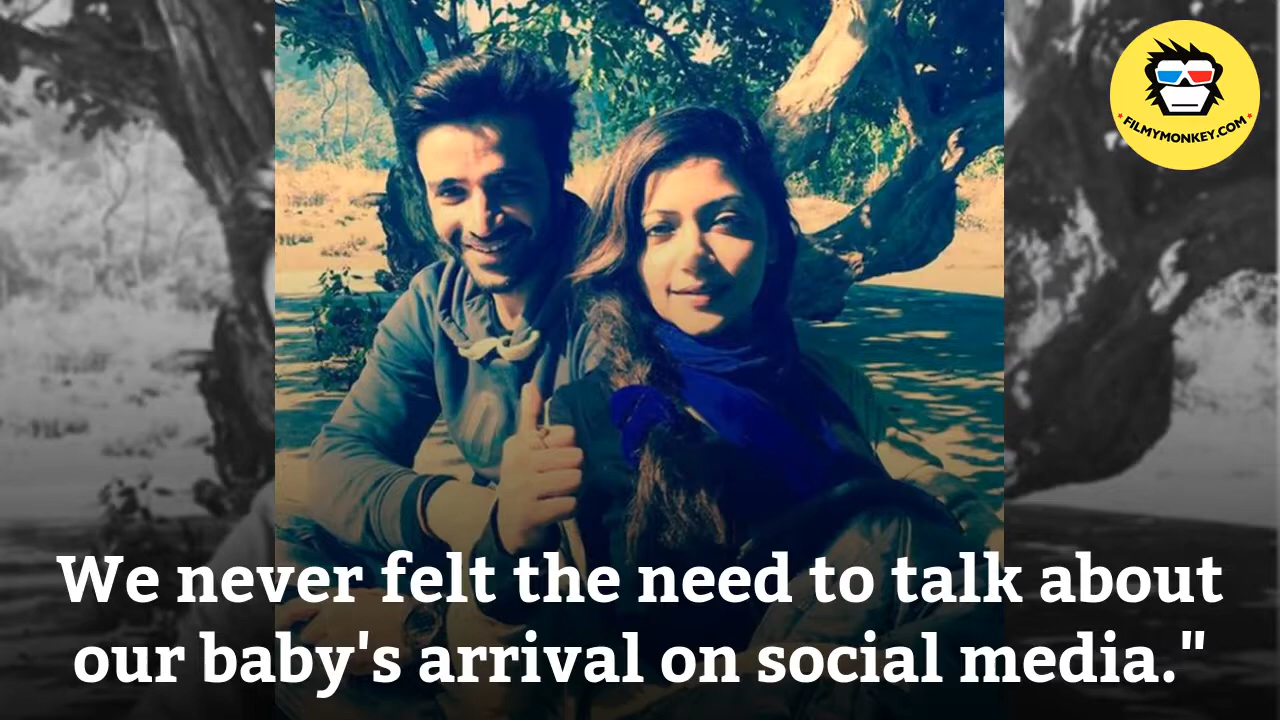 FILMYMONKEY.COM
We never felt the need to talk about
our baby's arrival on social media."